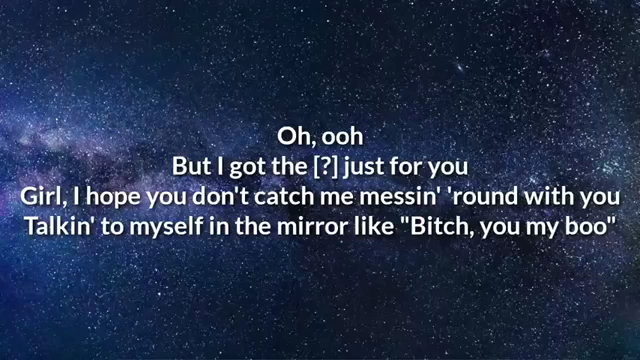 Oh, ooh
But I got the [?] just for you
Girl, I hope you don't catch me messin' 'round with you
Talkin' to myself in the mirror like "Bitch, you my boo"